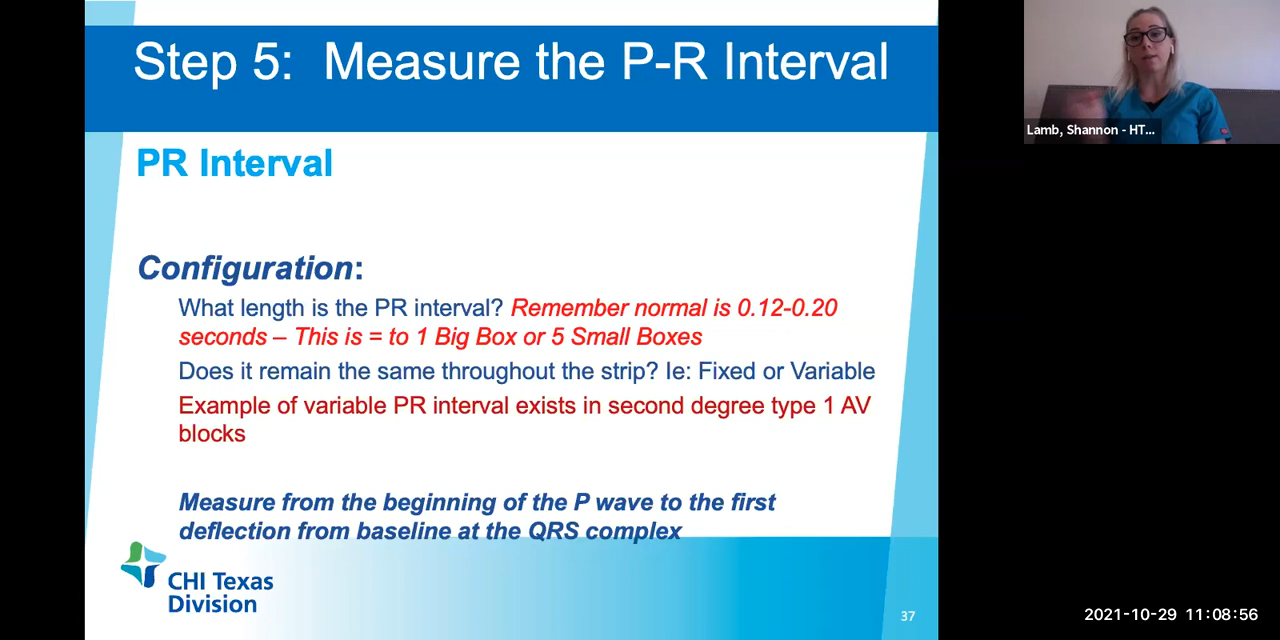 Step 5: Measure the P-R Interval
Lamb, Shannon - HT...
PR Interval
Configuration:
What length is the PR interval? Remember normal is 0.12-0.20
seconds – This is = to 1 Big Box or 5 Small Boxes
Does it remain the same throughout the strip? Ie: Fixed or Variable
Example of variable PR interval exists in second degree type 1 AV
blocks
Measure from the beginning of the P wave to the first
deflection from baseline at the QRS complex
CHI Texas
Division
37
2021-10-29 11:08:56